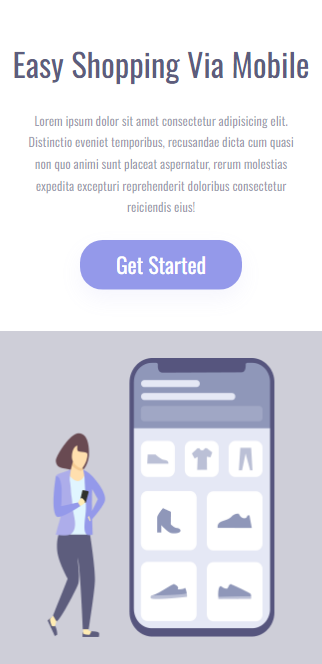 Easy Shopping Via Mobile
Lorem ipsum dolor sit amet consectetur adipisicing elit.
Distinctio eveniet temporibus, recusandae dicta cum quasi
non quo animi sunt placeat aspernatur, rerum molestias
expedita excepturi reprehenderit doloribus consectetur
reiciendis eius!
Get Started